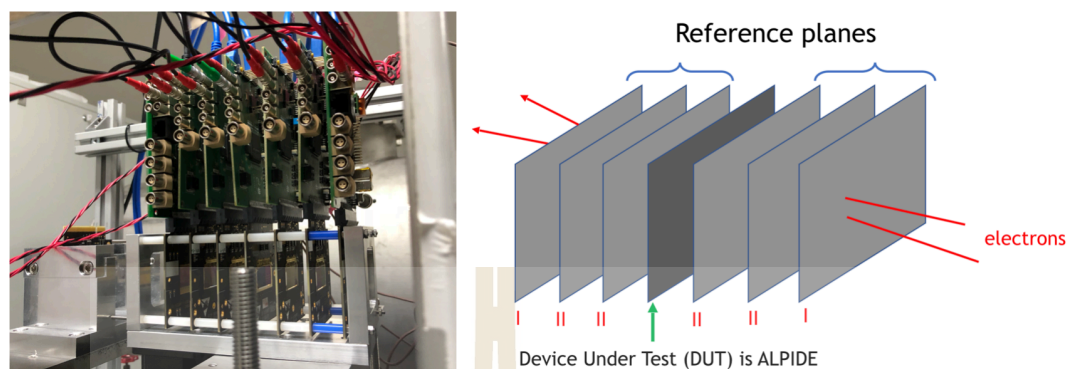 Reference planes
electrons
I II II II II I
Device Under Test (DUT) is ALPIDE